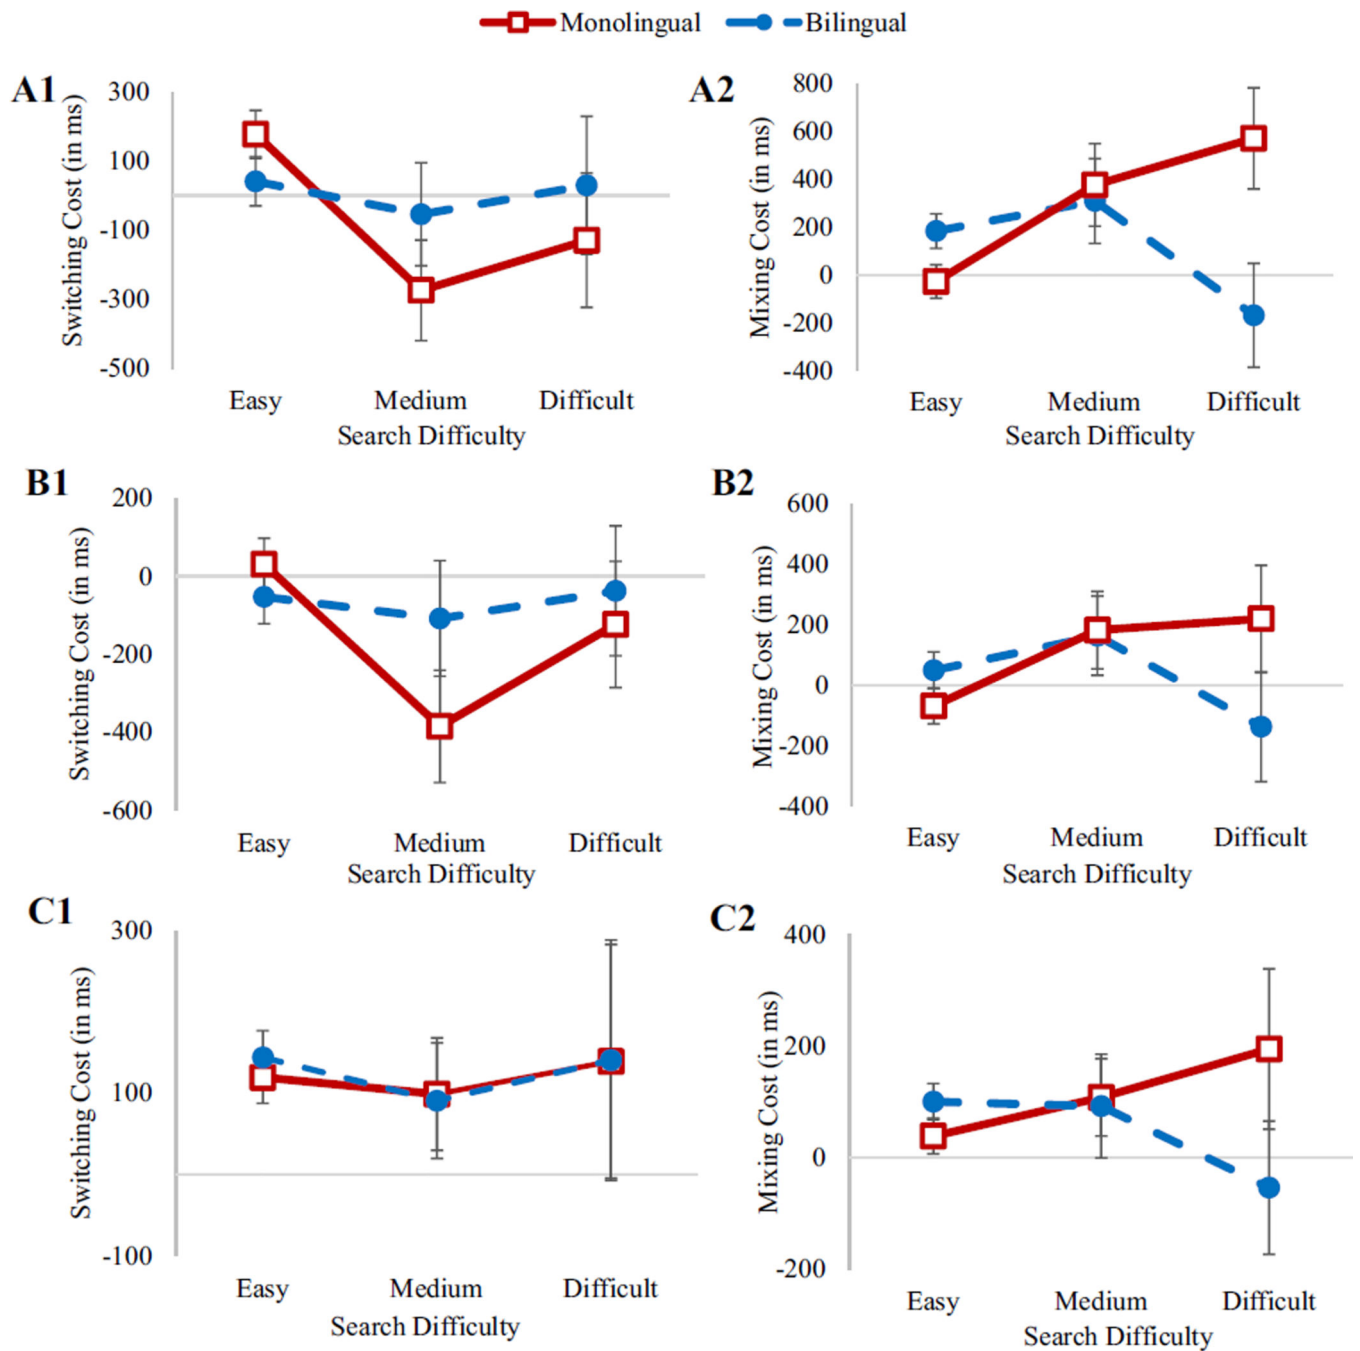 Monolingual Bilingual
A1
Switching Cost (in ms)
300
100
-100
-300
-500
Easy Medium Difficult
Search Difficulty
A2
Mixing Cost (in ms)
800
600
400
200
0
-200
-400
Easy Medium Difficult
Search Difficulty
B1
Switching Cost (in ms)
200
0
-200
-400
-600
Easy Medium Difficult
Search Difficulty
B2
Mixing Cost (in ms)
600
400
200
0
-200
-400
Easy Medium Difficult
Search Difficulty
C1
Switching Cost (in ms)
300
100
-100
Easy Medium Difficult
Search Difficulty
C2
Mixing Cost (in ms)
400
200
0
-200
Easy Medium Difficult
Search Difficulty